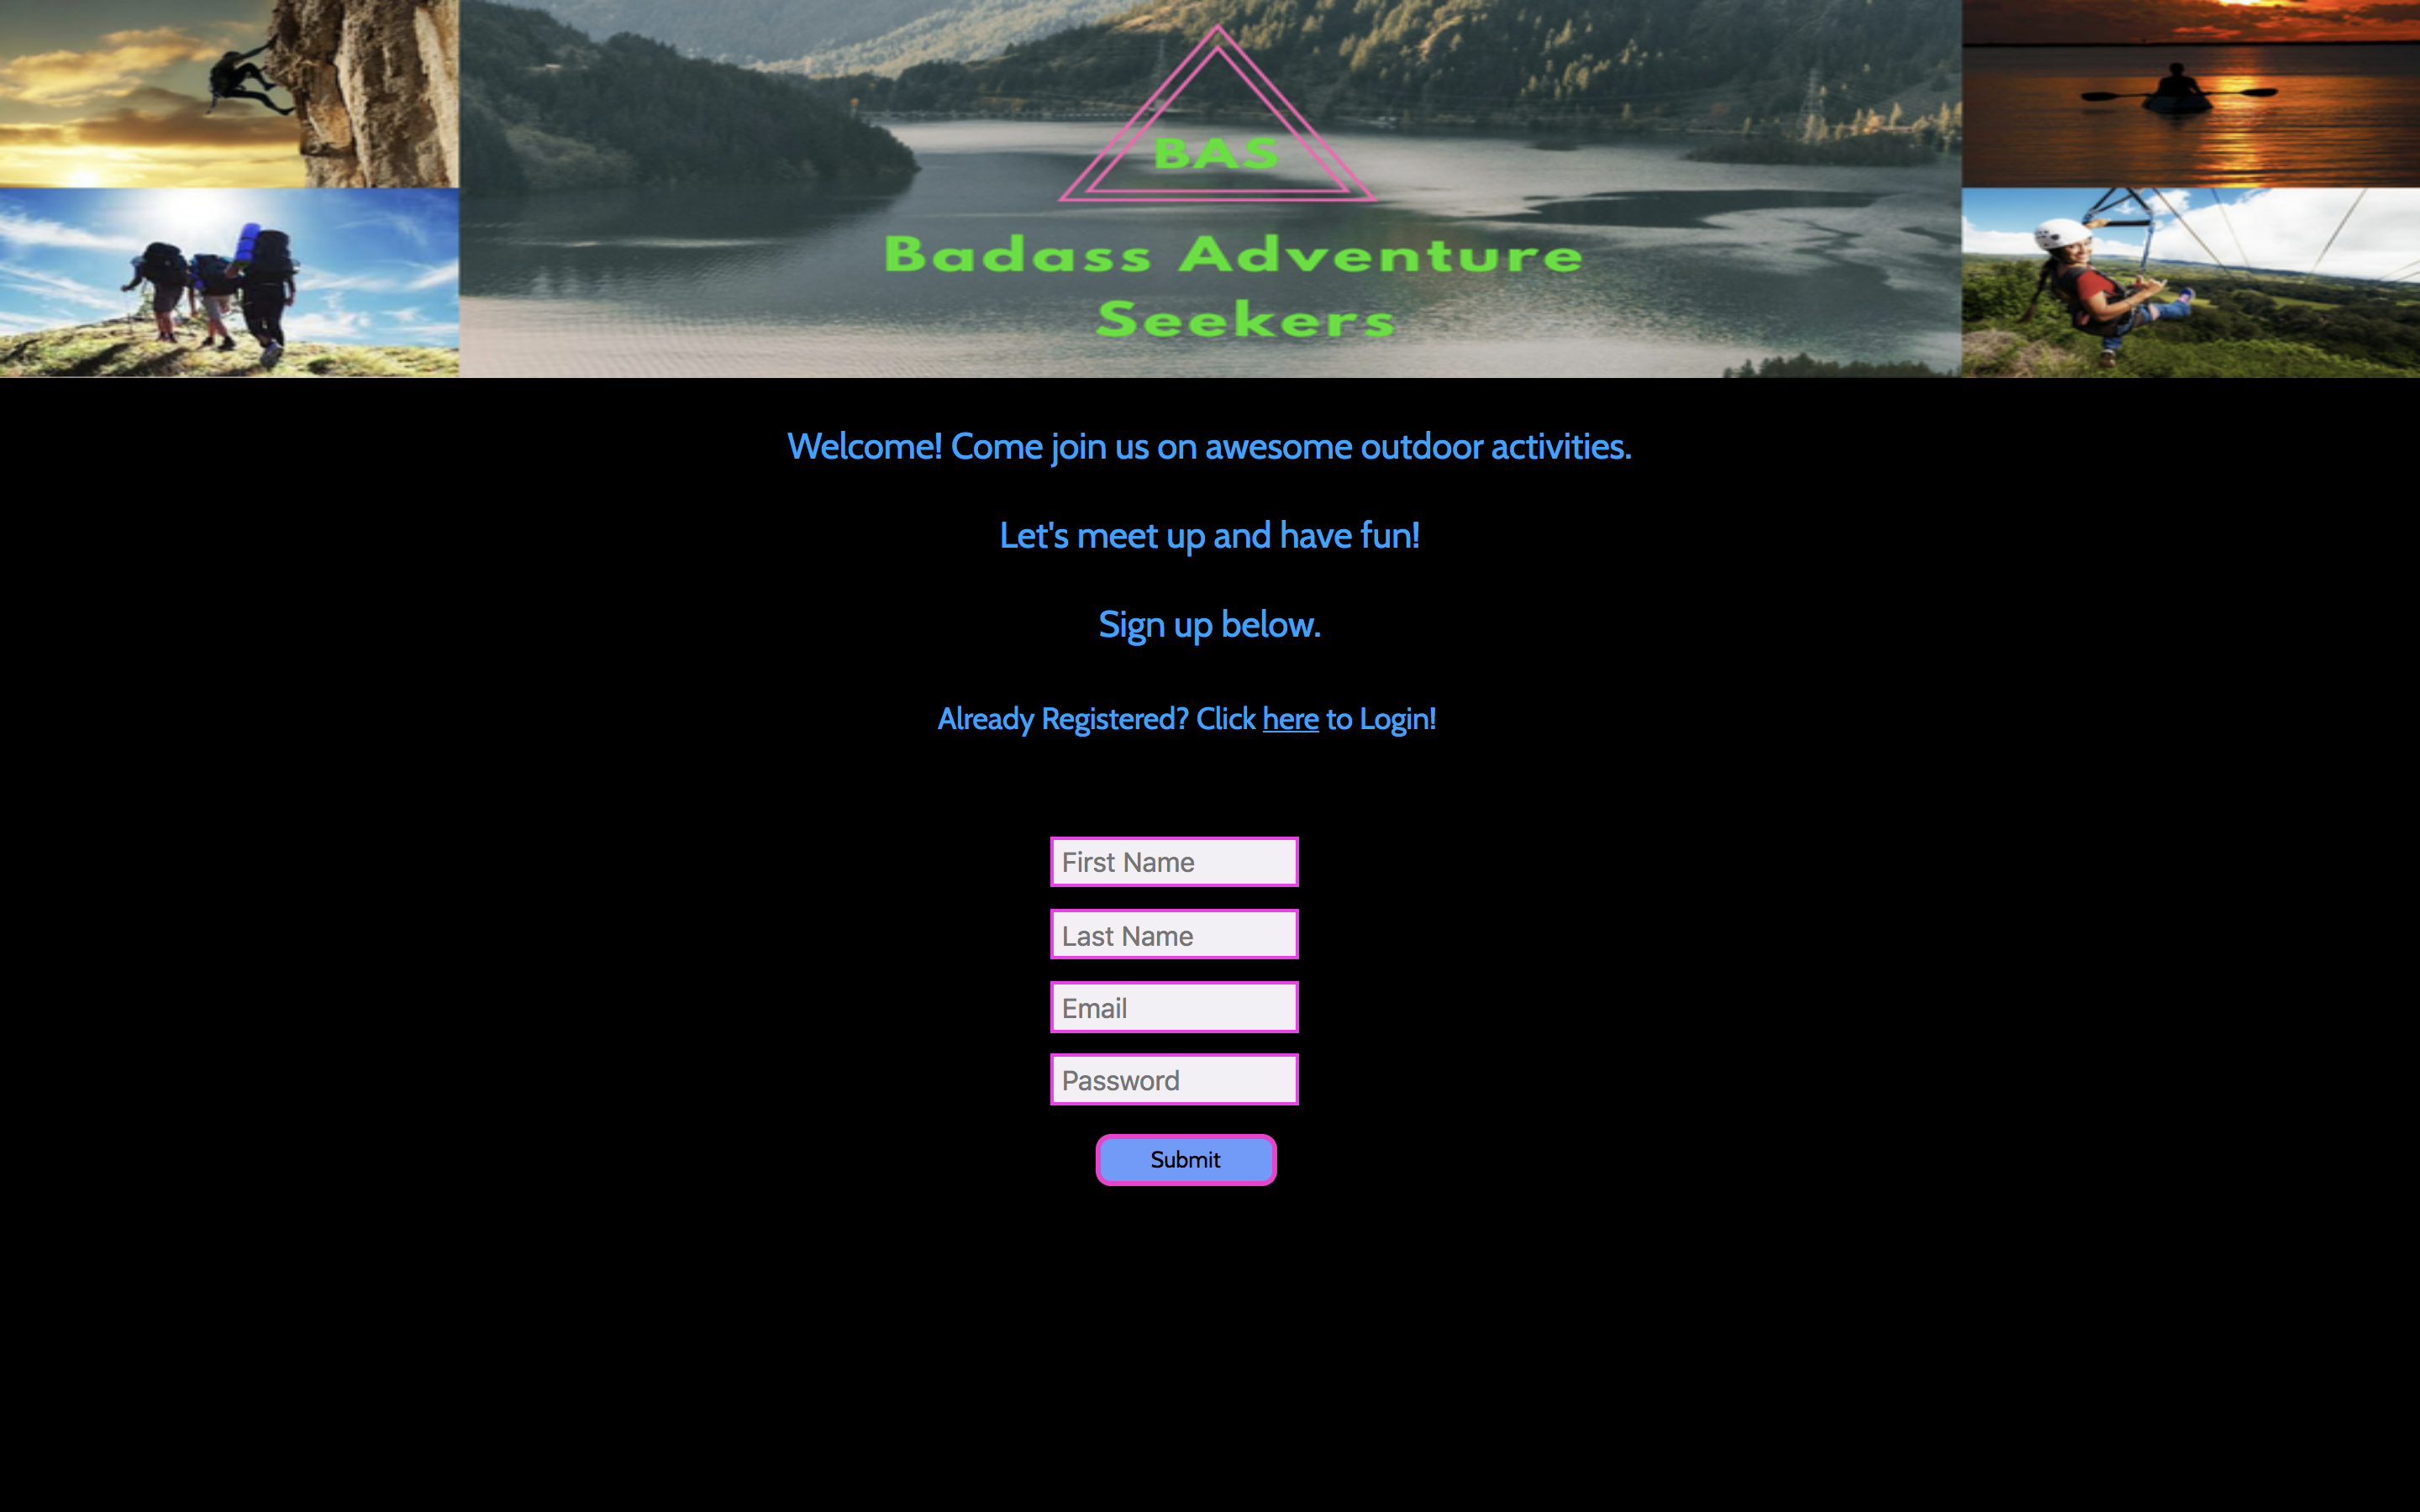 BAS
Badass Adventure
Seekers
Welcome! Come join us on awesome outdoor activities.
Let's meet up and have fun!
Sign up below.
Already Registered? Click here to Login!
First Name
Last Name
Email
Password
Submit